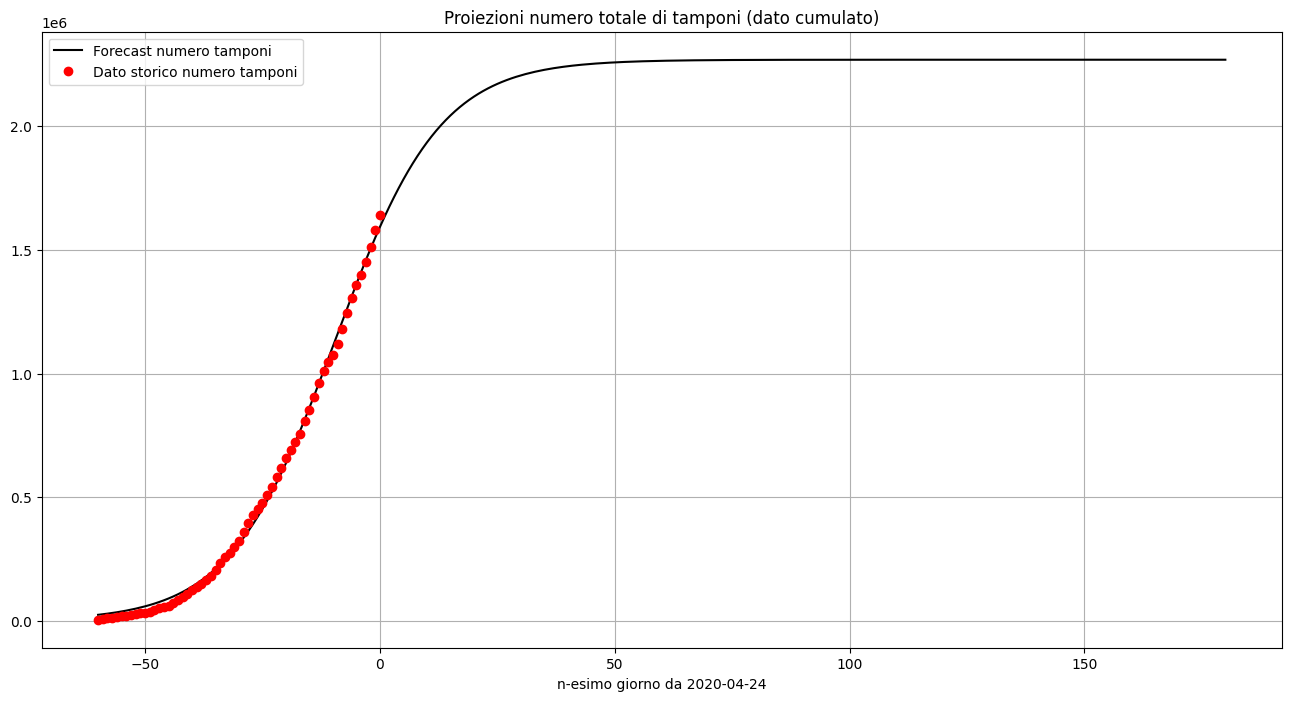 Proiezioni numero totale di tamponi (dato cumulato)
1e6
Forecast numero tamponi
Dato storico numero tamponi
2.0
1.5
1.0
0.5
0.0
−50 0 50 100 150
n-esimo giorno da 2020-04-24